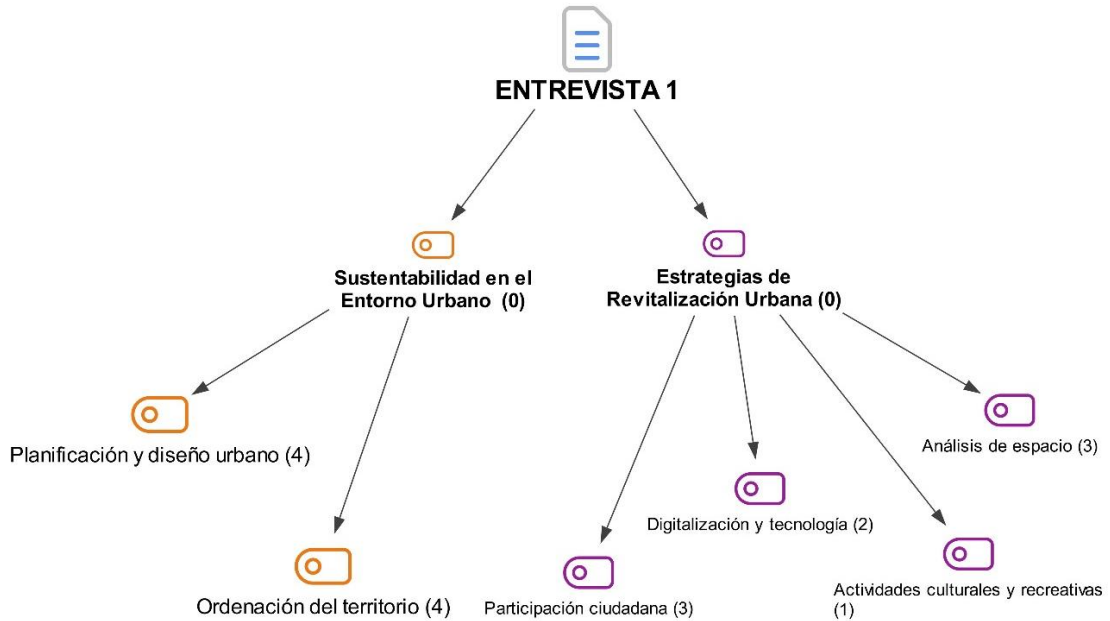 ENTREVISTA 1
Sustentabilidad en el
Entorno Urbano (0)
Estrategias de
Revitalización Urbana (0)
Planificación y diseño urbano (4)
Ordenación del territorio (4)
Participación ciudadana (3)
Digitalización y tecnología (2)
Actividades culturales y recreativas
(1)
Análisis de espacio (3)